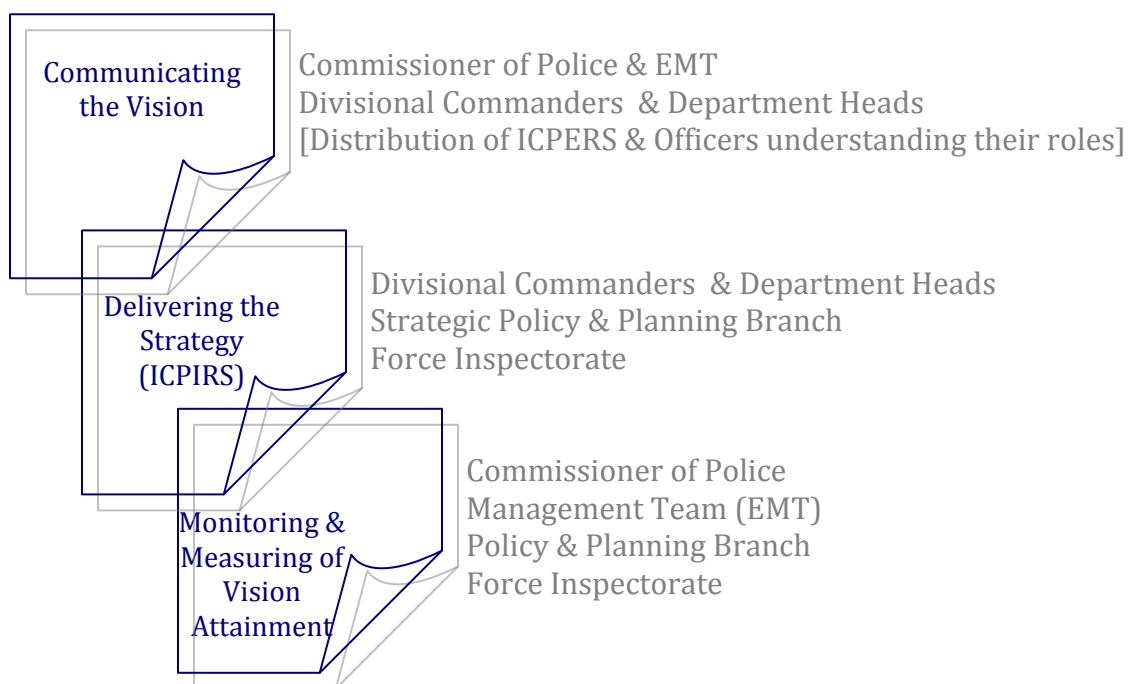 Communicating
the Vision
Commissioner of Police & EMT
Divisional Commanders & Department Heads
[Distribution of ICPERS & Officers understanding their roles]
Delivering the
Strategy
(ICPIRS)
Divisional Commanders & Department Heads
Strategic Policy & Planning Branch
Force Inspectorate
Monitoring &
Measuring of
Vision
Attainment
Commissioner of Police
Management Team (EMT)
Policy & Planning Branch
Force Inspectorate